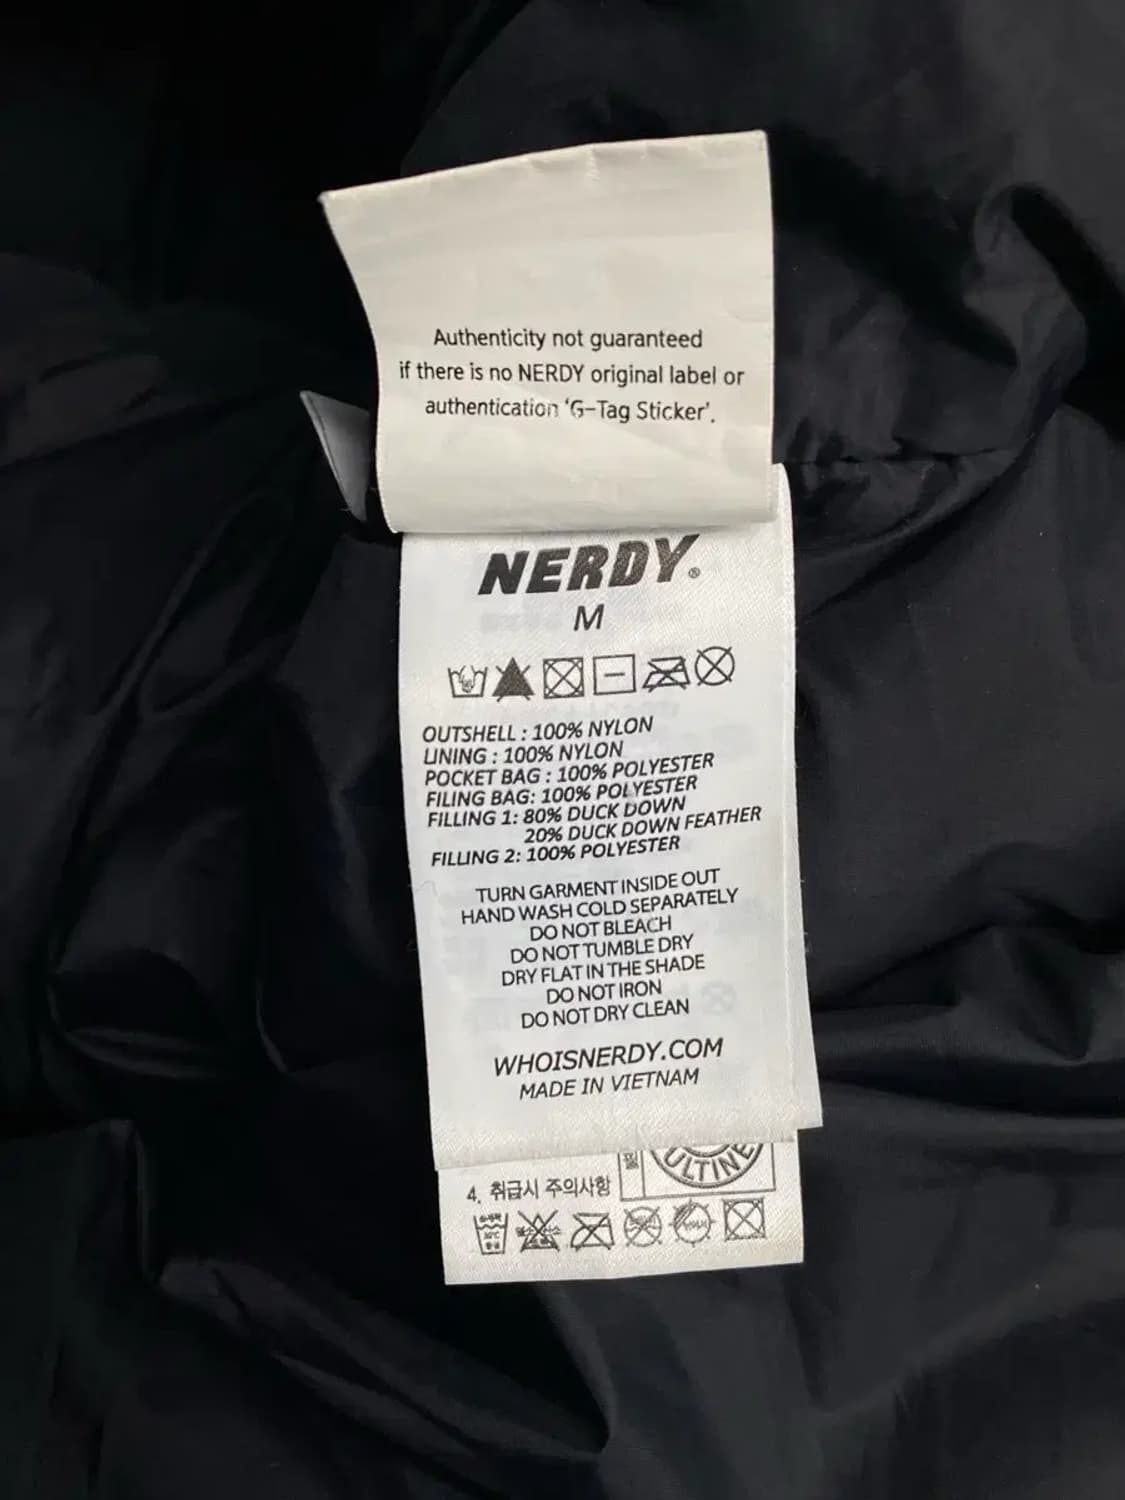 Authenticity not guaranteed
if there is no NERDY original label or
authentication 'G-Tag Sticker'.
NERDY®
M
OUTSHELL : 100% NYLON
LINING : 100% NYLON
POCKET BAG : 100% POLYESTER
FILING BAG: 100% POLYESTER
FILLING 1: 80% DUCK DOWN
20% DUCK DOWN FEATHER
FILLING 2: 100% POLYESTER
TURN GARMENT INSIDE OUT
HAND WASH COLD SEPARATELY
DO NOT BLEACH
DO NOT TUMBLE DRY
DRY FLAT IN THE SHADE
DO NOT IRON
DO NOT DRY CLEAN
WHOISNERDY.COM
MADE IN VIETNAM
ULTINE
4. 취급시 주의사항